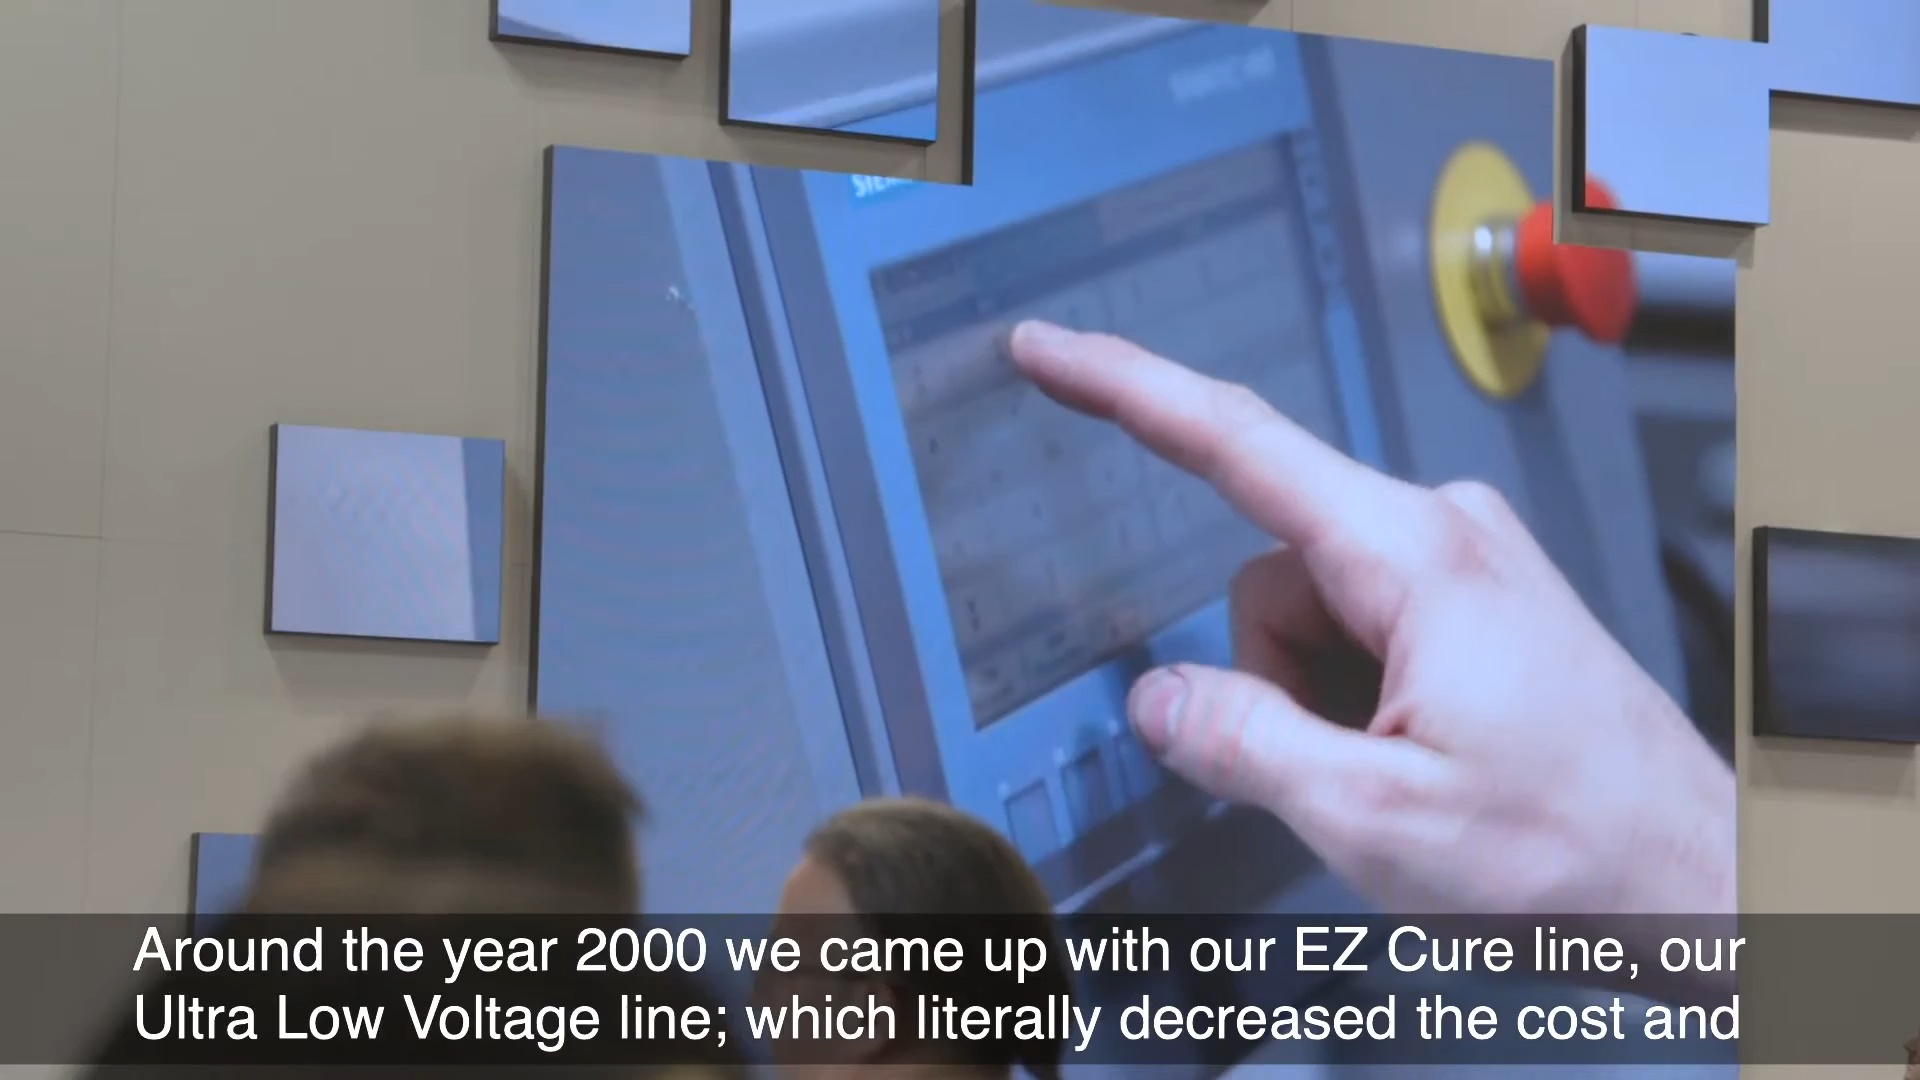 Around the year 2000 we came up with our EZ Cure line, our
Ultra Low Voltage line; which literally decreased the cost and